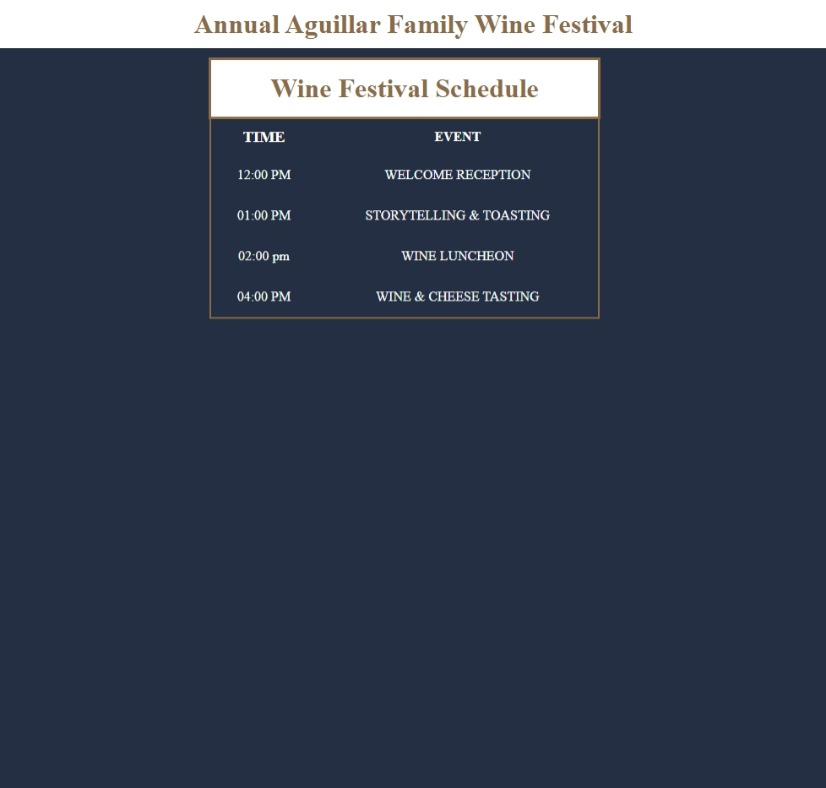 Annual Aguillar Family Wine Festival
Wine Festival Schedule
TIME EVENT
12:00 PM WELCOME RECEPTION
01:00 PM STORYTELLING & TOASTING
02:00 pm WINE LUNCHEON
04:00 PM WINE & CHEESE TASTING